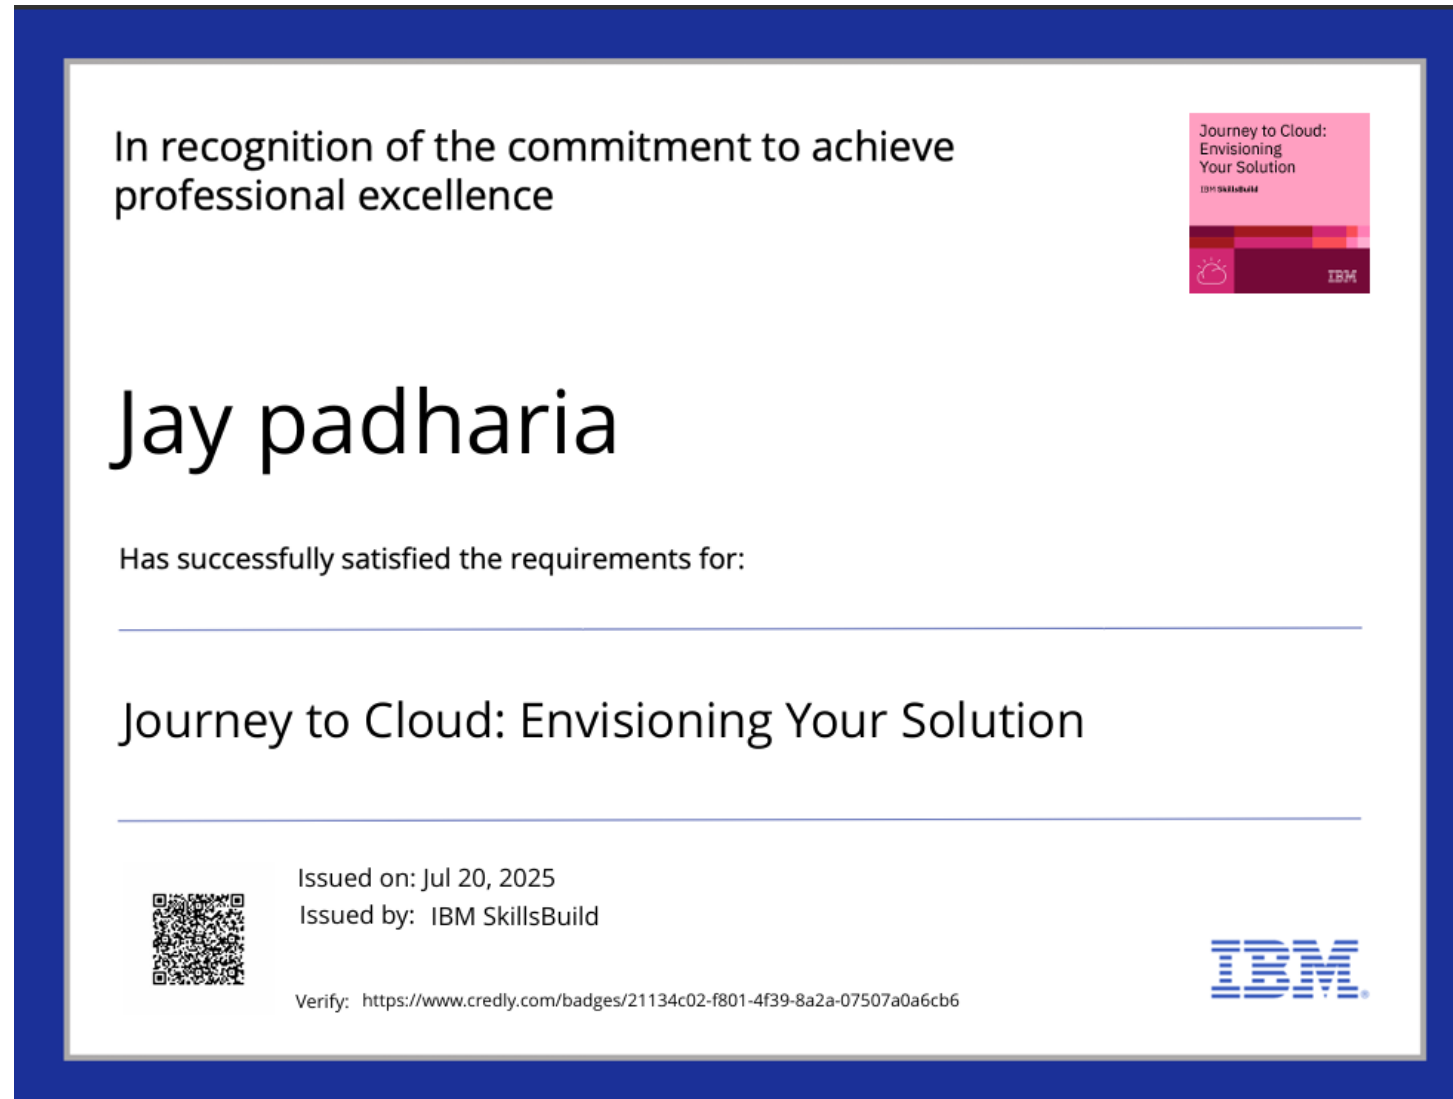 In recognition of the commitment to achieve
professional excellence
Journey to Cloud:
Envisioning
Your Solution
IBM SkillsBuild
IBM
Jay padharia
Has successfully satisfied the requirements for:
Journey to Cloud: Envisioning Your Solution
Issued on: Jul 20, 2025
Issued by: IBM SkillsBuild
Verify: https://www.credly.com/badges/21134c02-f801-4f39-8a2a-07507a0a6cb6
IBM®